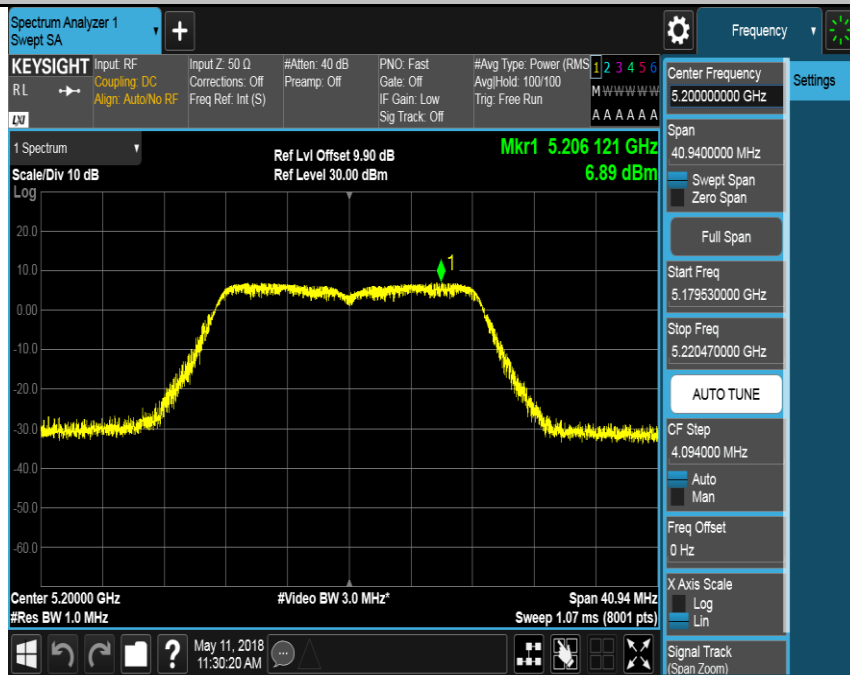 Spectrum Analyzer 1
Swept SA
+
Frequency
KEYSIGHT
RL
LXI
Input: RF
Coupling: DC
Align: Auto/No RF
Input Z: 50 Ω
Corrections: Off
Freq Ref: Int (S)
#Atten: 40 dB
Preamp: Off
PNO: Fast
Gate: Off
IF Gain: Low
Sig Track: Off
#Avg Type: Power (RMS
Avg|Hold: 100/100
Trig: Free Run
1 2 3 4 5 6
M W W W W W
A A A A A A
1 Spectrum
Scale/Div 10 dB
Log
Ref Lvl Offset 9.90 dB
Ref Level 30.00 dBm
Mkr1 5.206 121 GHz
6.89 dBm
20.0
10.0
0.00
-10.0
-20.0
-30.0
-40.0
-50.0
-60.0
1
Center 5.20000 GHz
#Res BW 1.0 MHz
#Video BW 3.0 MHz*
Span 40.94 MHz
Sweep 1.07 ms (8001 pts)
?
May 11, 2018
11:30:20 AM
Center Frequency
5.200000000 GHz
Span
40.9400000 MHz
Swept Span
Zero Span
Full Span
Start Freq
5.179530000 GHz
Stop Freq
5.220470000 GHz
AUTO TUNE
CF Step
4.094000 MHz
Auto
Man
Freq Offset
0 Hz
X Axis Scale
Log
Lin
Signal Track
(Span Zoom)
Settings